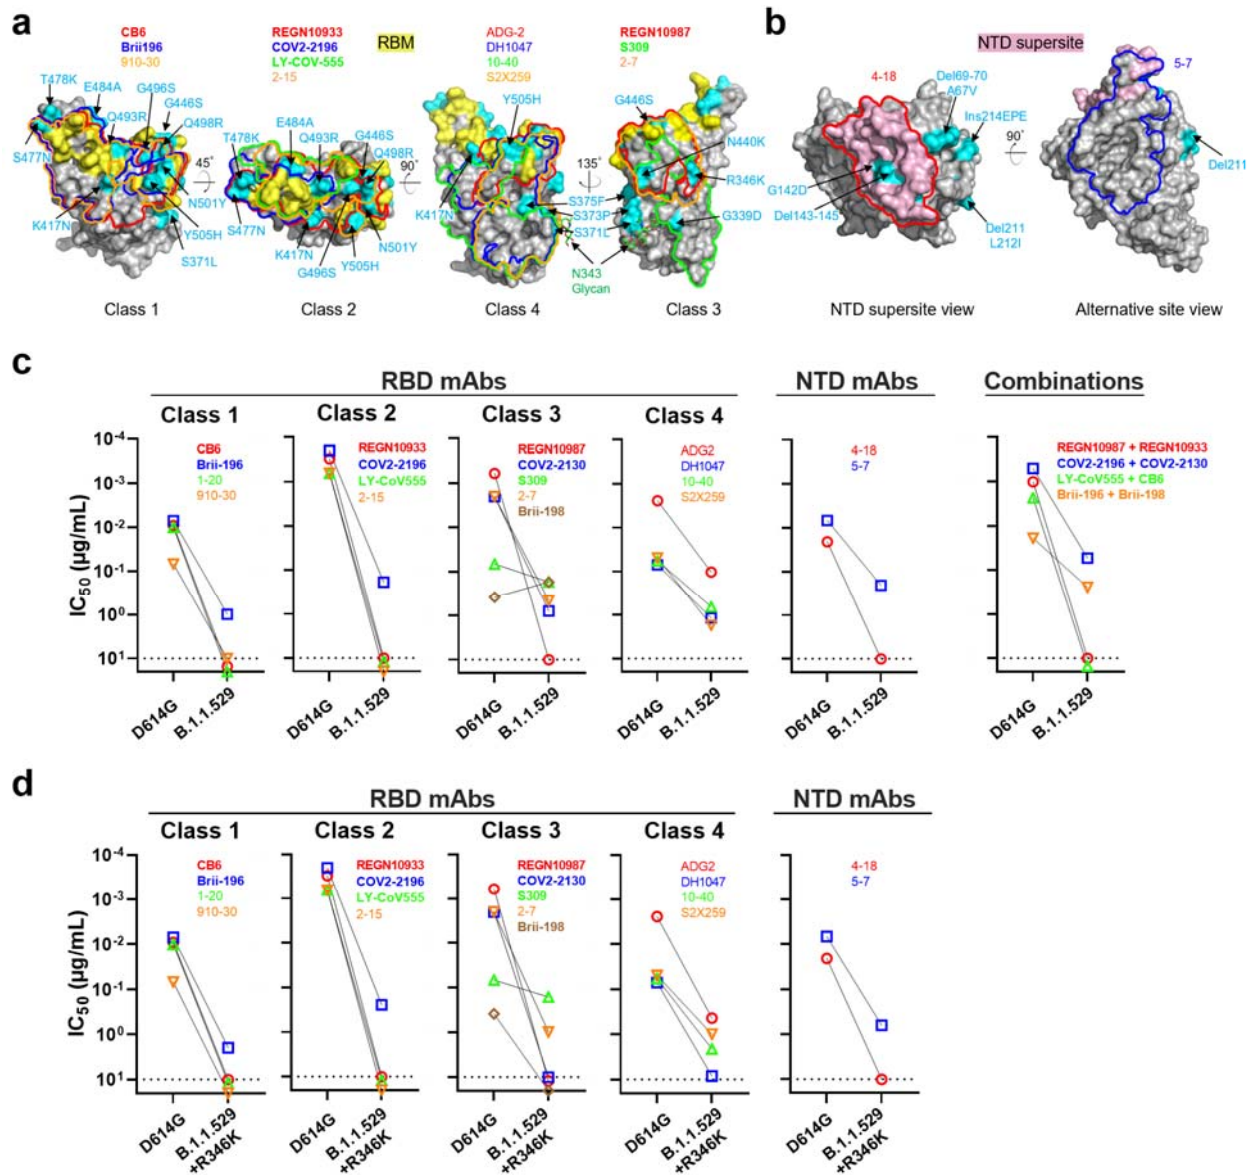 a
CB6
Brii196
910-30
REGN10933
COV2-2196
LY-COV-555
2-15
RBM
ADG-2
DH1047
10-40
S2X259
REGN10987
S309
2-7
T478K
E484A
G496S
Q493R
G446S
Q498R
S477N
K417N
N501Y
Y505H
S371L
45°
Class 1
E484A
T478K
Q493R
G446S
Q498R
S477N
K417N
G496S
Y505H
N501Y
90°
Class 2
Y505H
K417N
S375F
S373P
S371L
N343
Glycan
135°
Class 4
G446S
N440K
R346K
G339D
Class 3
b
NTD supersite
4-18
Del69-70
A67V
Ins214EPE
G142D
Del143-145
Del211
L212I
90°
5-7
Del211
NTD supersite view
Alternative site view
c
RBD mAbs
NTD mAbs
Combinations
Class 1
Class 2
Class 3
Class 4
IC50 (µg/mL)
10-4
10-3
10-2
10-1
100
101
CB6
Brii-196
1-20
910-30
REGN10933
COV2-2196
LY-CoV555
2-15
REGN10987
COV2-2130
S309
2-7
Brii-198
ADG2
DH1047
10-40
S2X259
4-18
5-7
REGN10987 + REGN10933
COV2-2196 + COV2-2130
LY-CoV555 + CB6
Brii-196 + Brii-198
D614G
B.1.1.529
D614G
B.1.1.529
D614G
B.1.1.529
D614G
B.1.1.529
D614G
B.1.1.529
D614G
B.1.1.529
d
RBD mAbs
NTD mAbs
Class 1
Class 2
Class 3
Class 4
IC50 (µg/mL)
10-4
10-3
10-2
10-1
100
101
CB6
Brii-196
1-20
910-30
REGN10933
COV2-2196
LY-CoV555
2-15
REGN10987
COV2-2130
S309
2-7
Brii-198
ADG2
DH1047
10-40
S2X259
4-18
5-7
D614G
B.1.1.529
+R346K
D614G
B.1.1.529
+R346K
D614G
B.1.1.529
+R346K
D614G
B.1.1.529
+R346K
D614G
B.1.1.529
+R346K